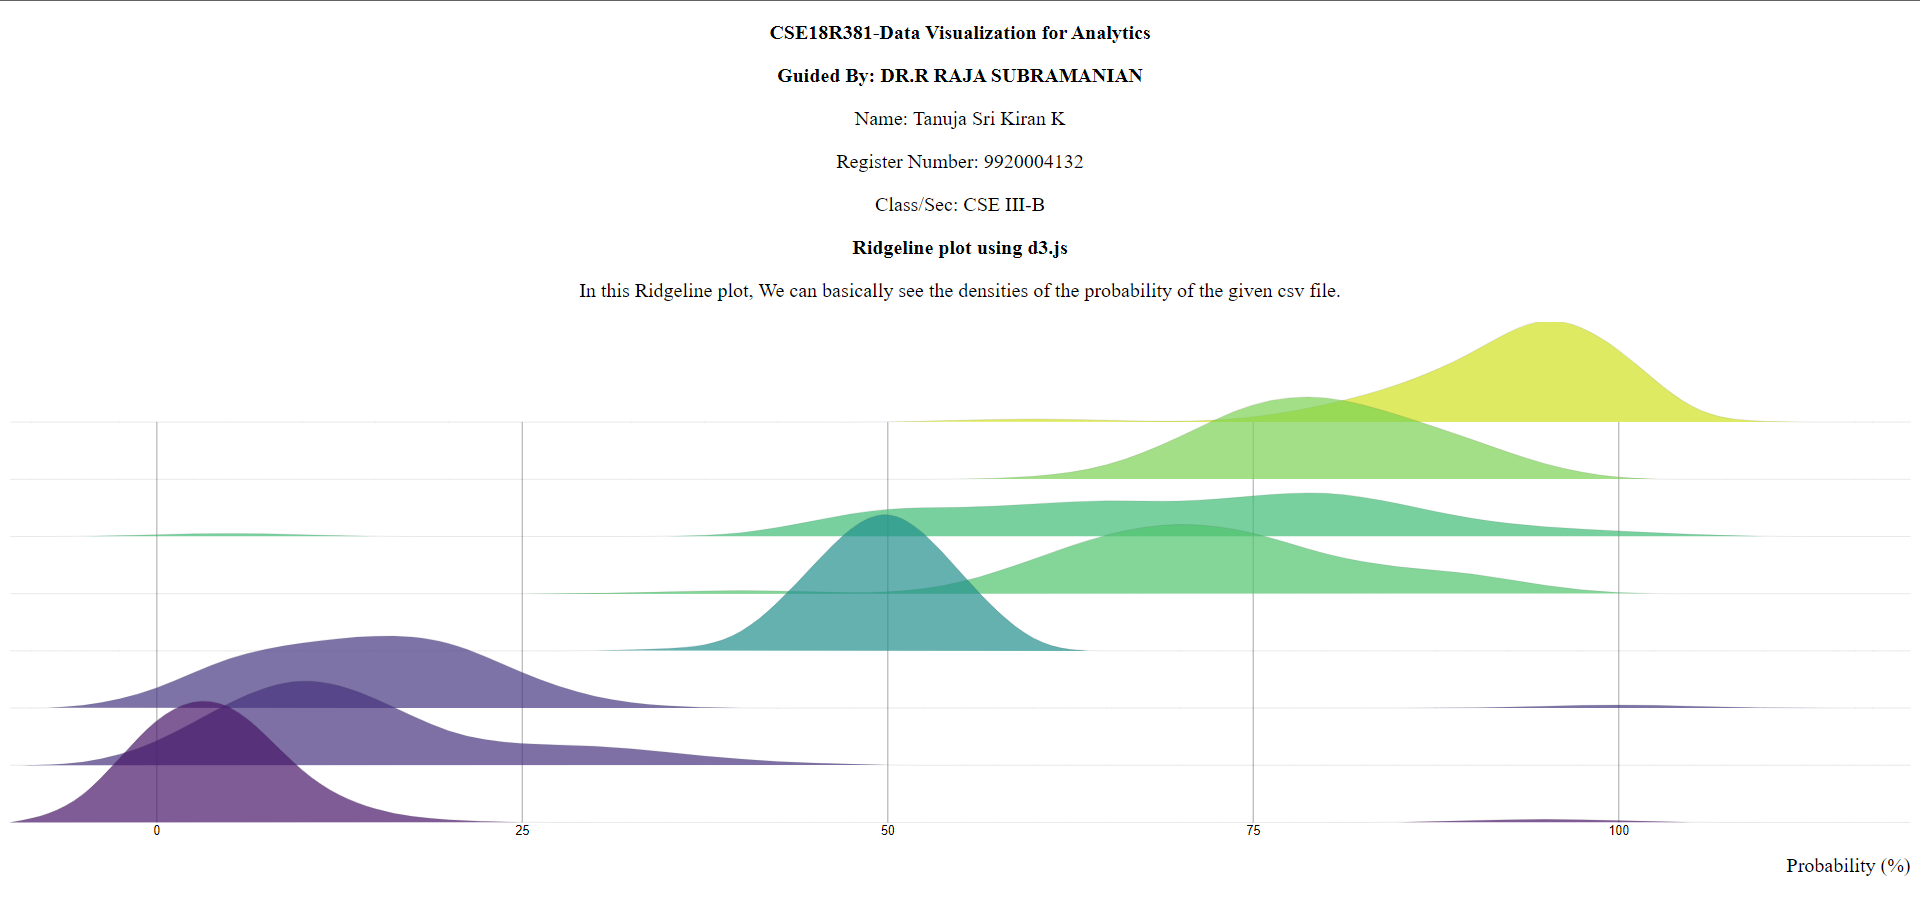 CSE18R381-Data Visualization for Analytics
Guided By: DR.R RAJA SUBRAMANIAN
Name: Tanuja Sri Kiran K
Register Number: 9920004132
Class/Sec: CSE III-B
Ridgeline plot using d3.js
In this Ridgeline plot, We can basically see the densities of the probability of the given csv file.
0 25 50 75 100
Probability (%)